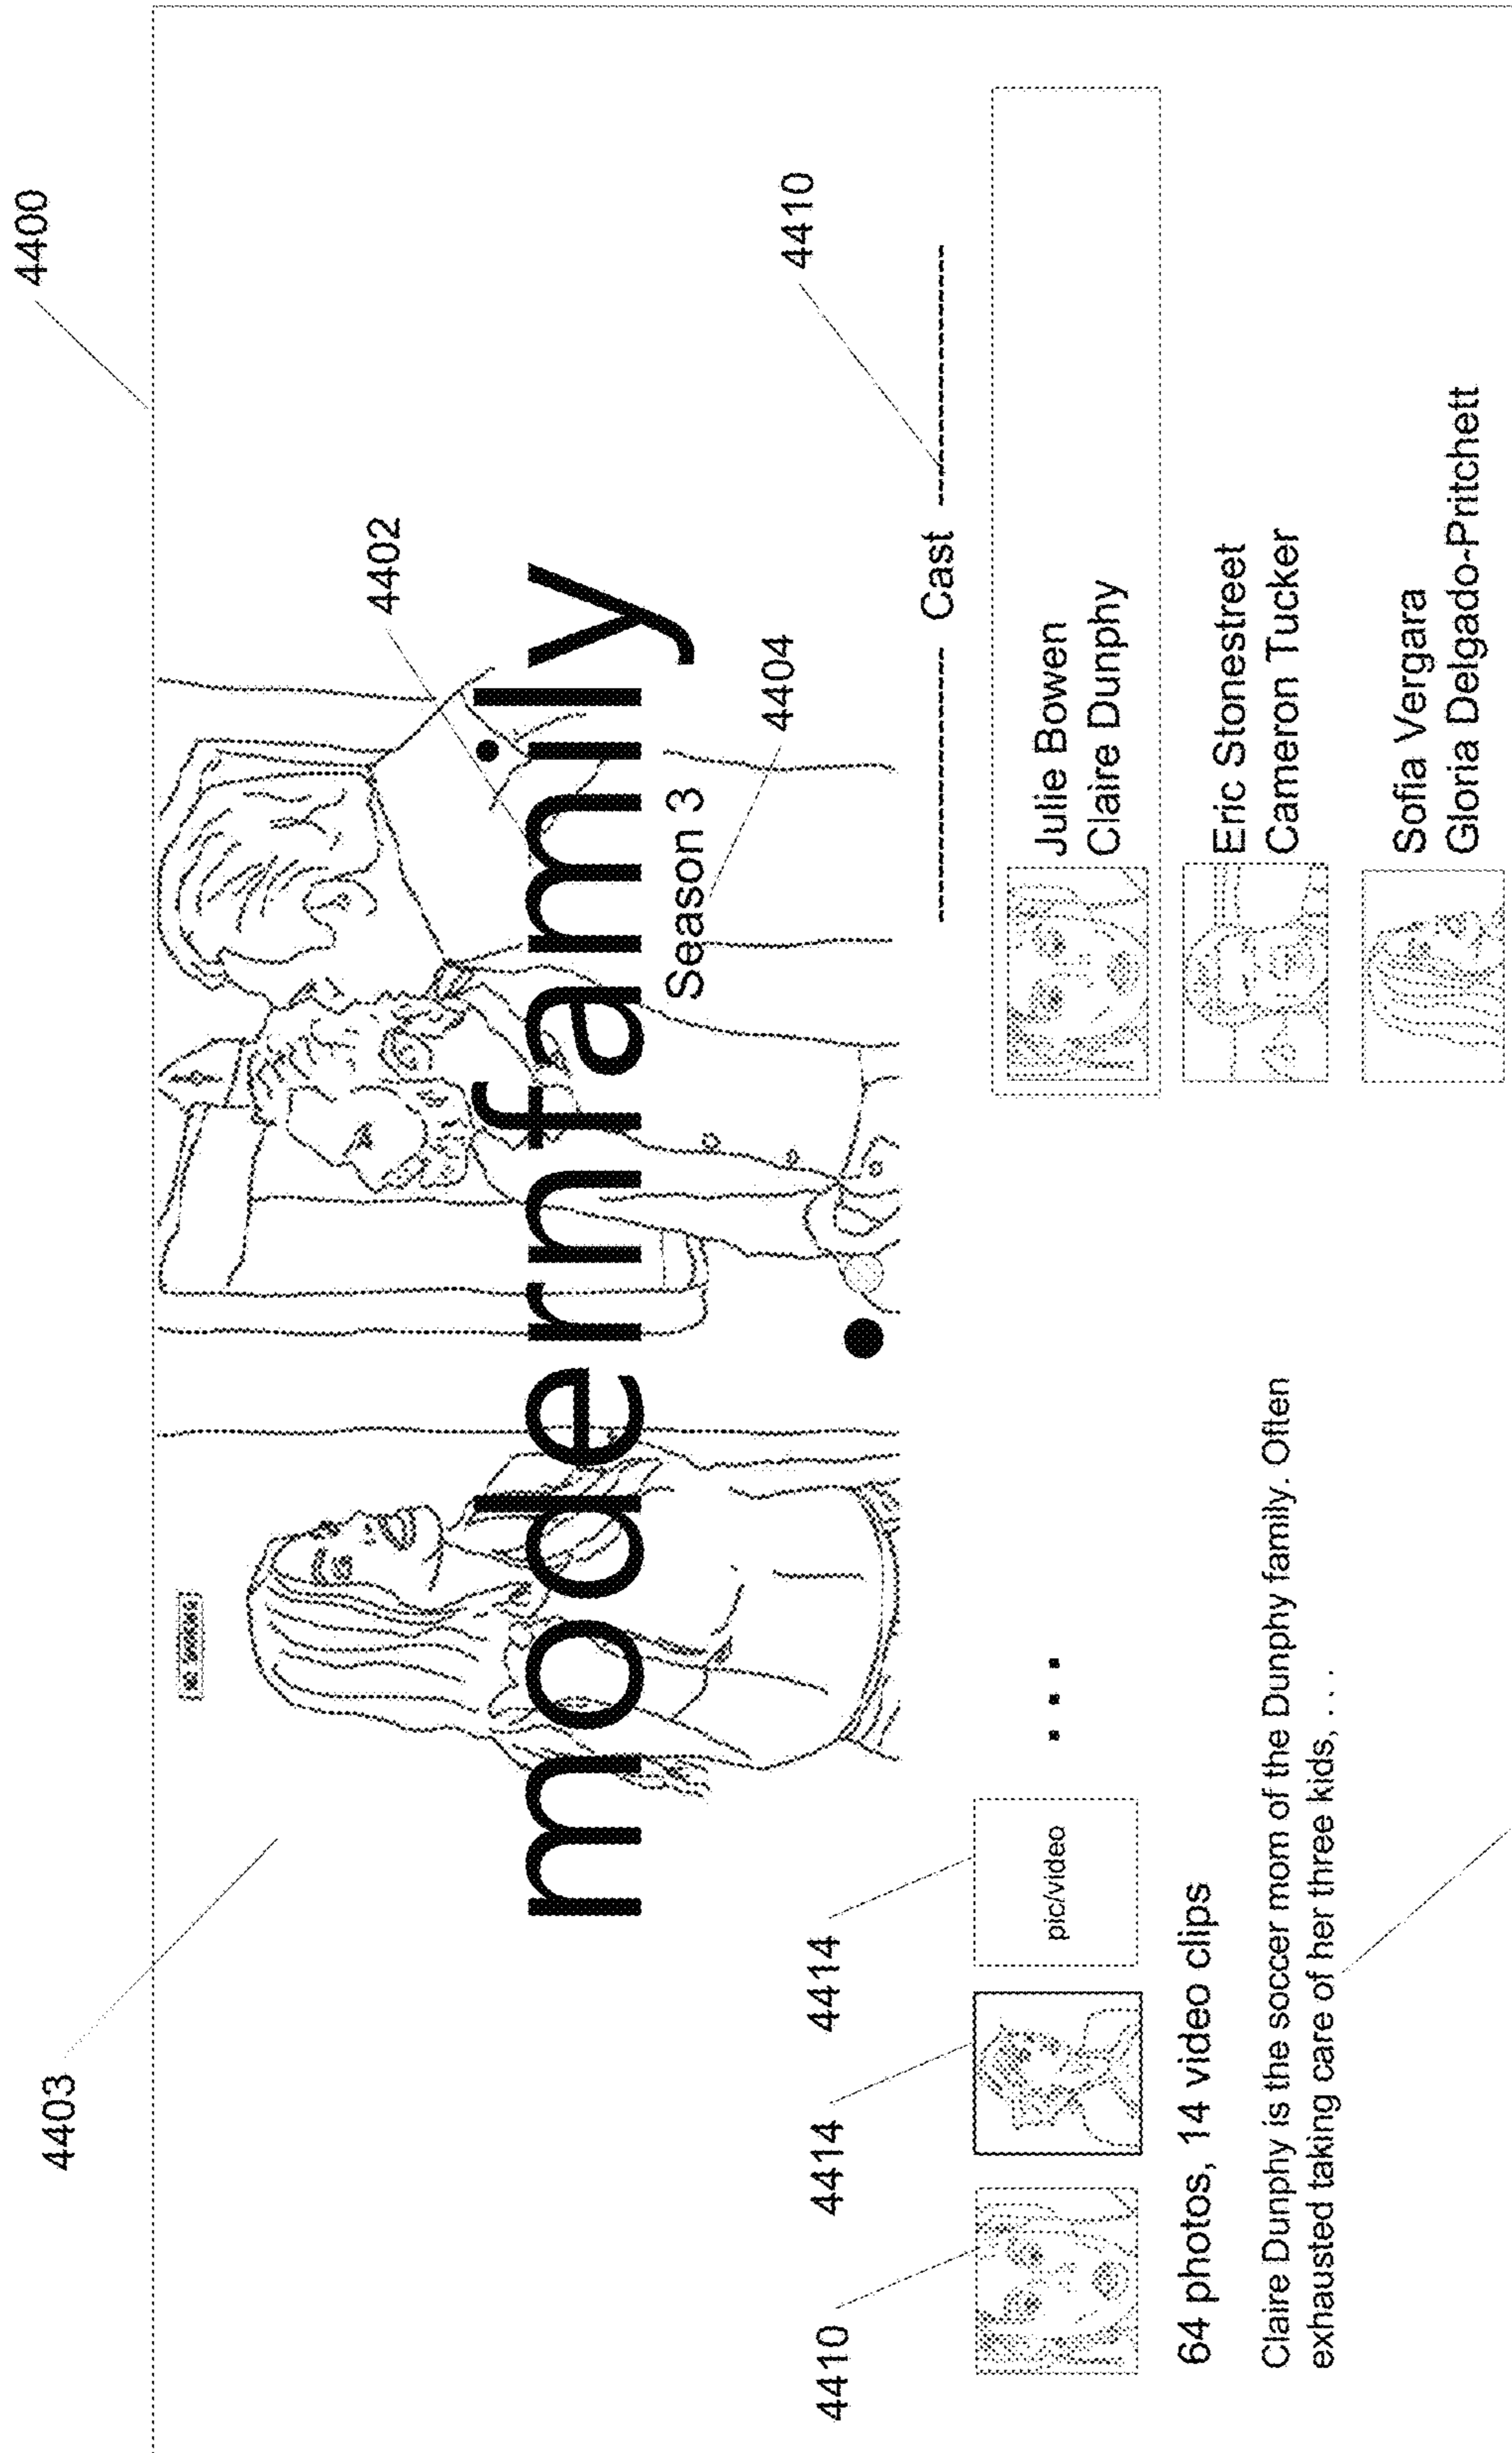 4400
4403
4402
modernfamily
Season 3
4404
4410
4414
4414
4410
Cast
pic/video
. . .
Julie Bowen
Claire Dunphy
64 photos, 14 video clips
Eric Stonestreet
Cameron Tucker
Claire Dunphy is the soccer mom of the Dunphy family. Often
exhausted taking care of her three kids, . . .
Sofia Vergara
Gloria Delgado-Pritchett